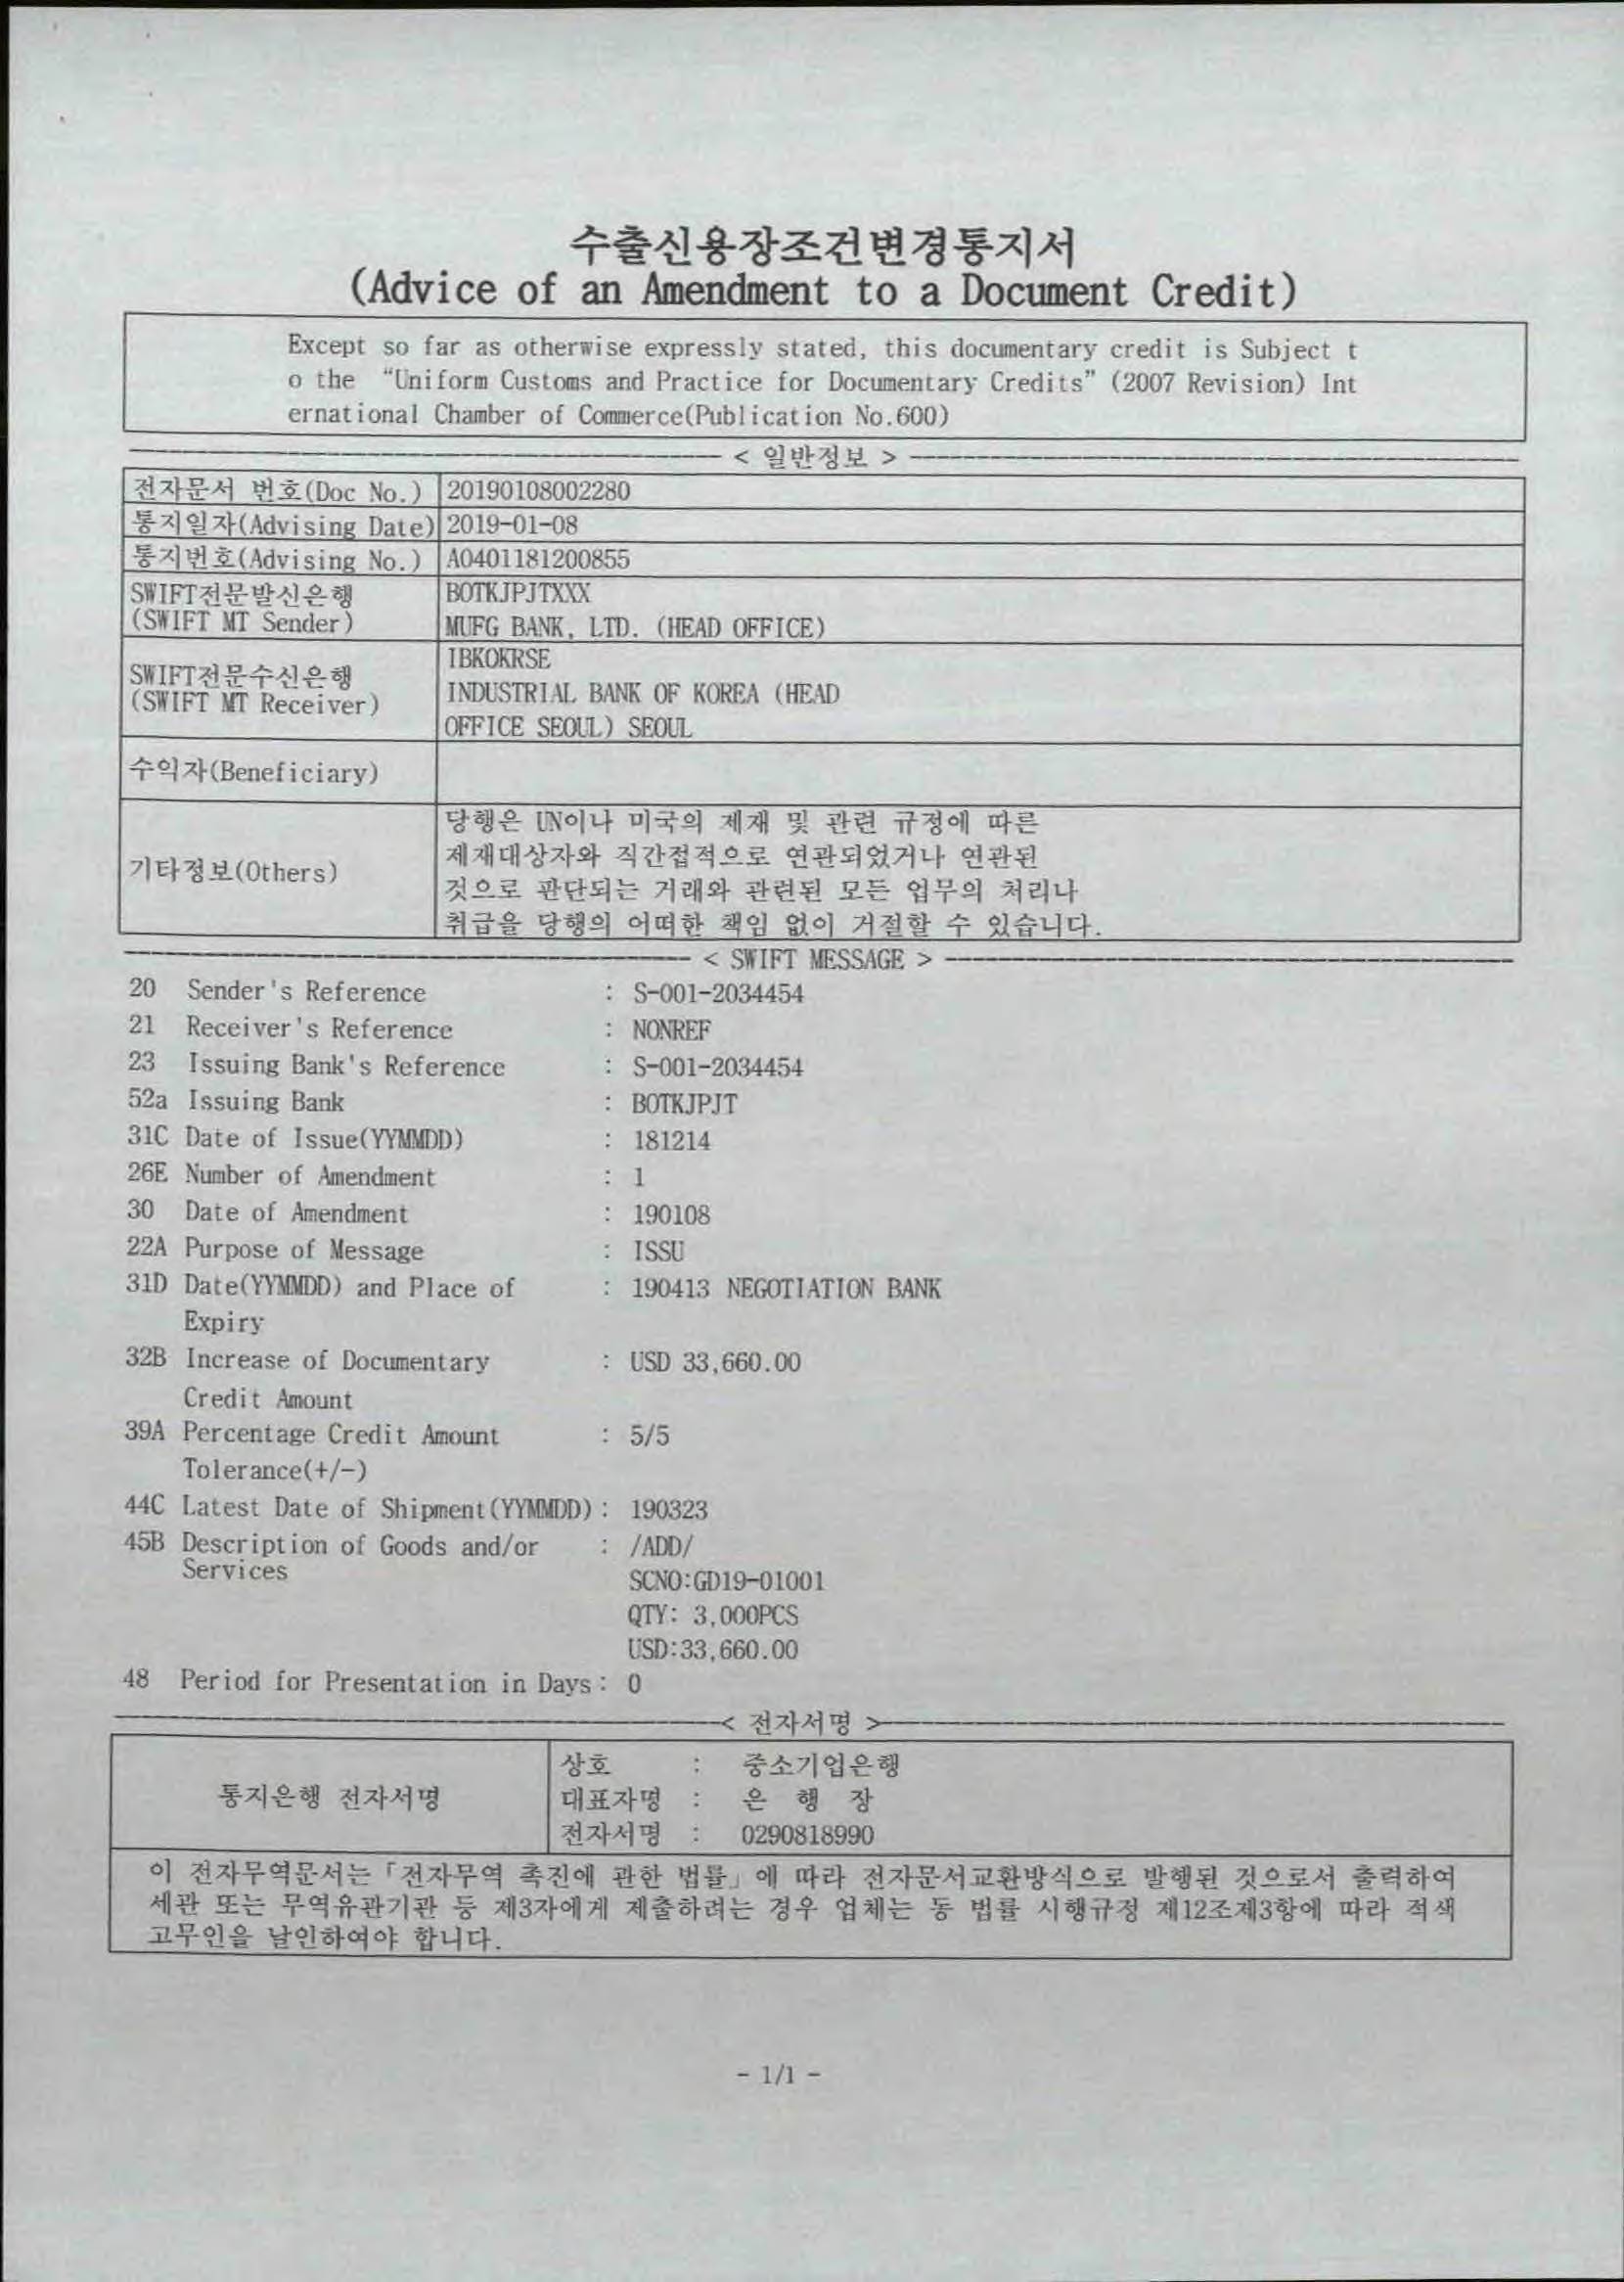 수출신용장조건변경통지서
(Advice of an Amendment to a Document Credit)
Except so far as otherwise expressly stated, this documentary credit is Subject t
o the "Uniform Customs and Practice for Documentary Credits" (2007 Revision) Int
ernational Chamber of Commerce(Publication No.600)
< 일반정보 >
전자문서 번호(Doc No.) 20190108002280
통지일자(Advising Date) 2019-01-08
통지번호(Advising No.) A0401181200855
SWIFT전문발신은행 BOTKJPJTXXX
(SWIFT MT Sender) MUFG BANK, LTD. (HEAD OFFICE)
IBKOKRSE
SWIFT전문수신은행
(SWIFT MT Receiver) INDUSTRIAL BANK OF KOREA (HEAD
OFFICE SEOUL) SEOUL
수익자(Beneficiary)
기타정보(Others)
당행은 UN이나 미국의 제재 및 관련 규정에 따른
제재대상자와 직간접적으로 연관되었거나 연관된
것으로 판단되는 거래와 관련된 모든 업무의 처리나
취급을 당행의 어떠한 책임 없이 거절할 수 있습니다.
< SWIFT MESSAGE >
20 Sender's Reference : S-001-2034454
21 Receiver's Reference : NONREF
23 Issuing Bank's Reference : S-001-2034454
52a Issuing Bank : BOTKJPJT
31C Date of Issue(YYMMDD) : 181214
26E Number of Amendment : 1
30 Date of Amendment : 190108
22A Purpose of Message : ISSU
31D Date(YYMMDD) and Place of : 190413 NEGOTIATION BANK
Expiry
32B Increase of Documentary : USD 33,660.00
Credit Amount
39A Percentage Credit Amount : 5/5
Tolerance(+/-)
44C Latest Date of Shipment(YYMMDD) : 190323
45B Description of Goods and/or : /ADD/
Services
SCNO:GD19-01001
QTY: 3,000PCS
USD:33,660.00
48 Period for Presentation in Days : 0
< 전자서명 >
통지은행 전자서명
상호 : 중소기업은행
대표자명 : 은 행 장
전자서명 : 0290818990
이 전자무역문서는 「전자무역 촉진에 관한 법률」에 따라 전자문서교환방식으로 발행된 것으로서 출력하여
세관 또는 무역유관기관 등 제3자에게 제출하려는 경우 업체는 동 법률 시행규정 제12조제3항에 따라 적색
고무인을 날인하여야 합니다.
- 1/1 -